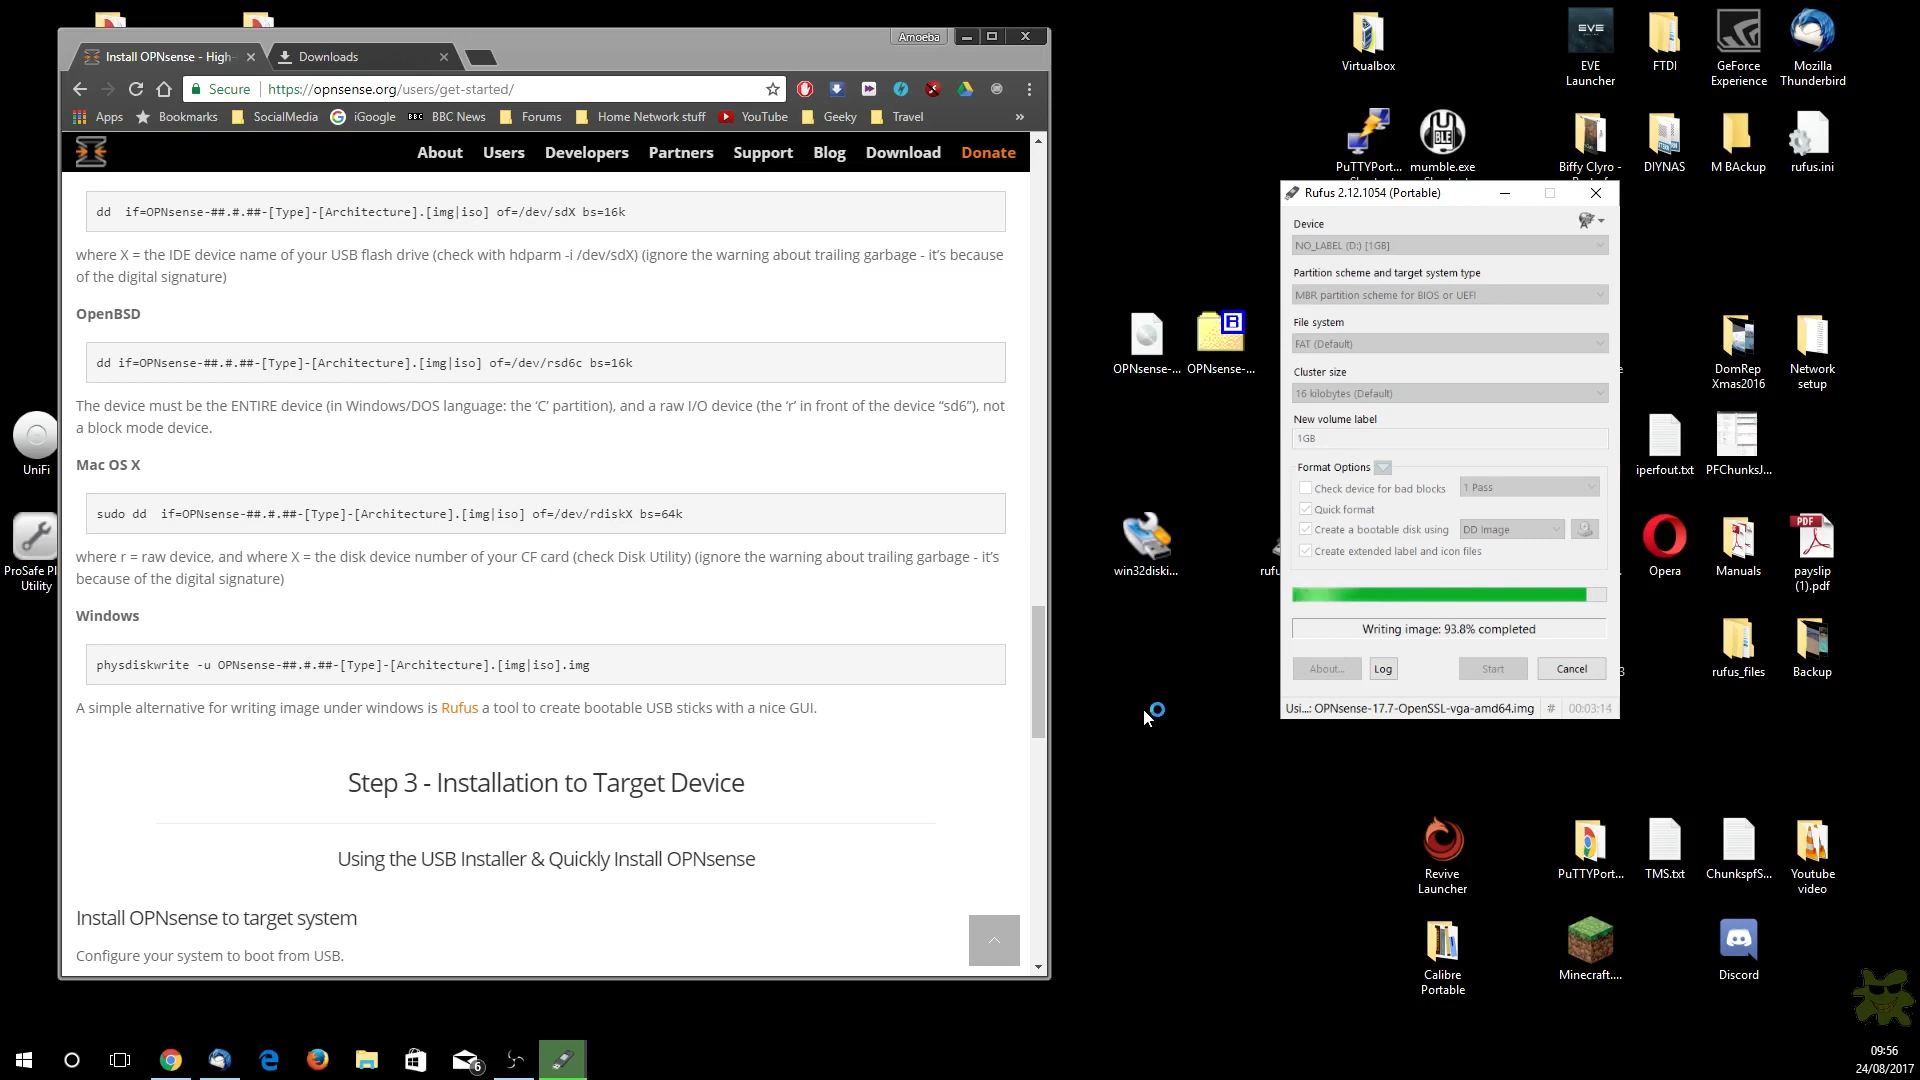 Amoeba
Install OPNsense - High-
Downloads
Secure
https://opnsense.org/users/get-started/
Apps
Bookmarks
SocialMedia
iGoogle
BBC BBC News
Forums
Home Network stuff
YouTube
Geeky
Travel
»
About
Users
Developers
Partners
Support
Blog
Download
Donate
dd  if=OPNsense-##.#.##-[Type]-[Architecture].[img|iso] of=/dev/sdX bs=16k
where X = the IDE device name of your USB flash drive (check with hdparm -i /dev/sdX) (ignore the warning about trailing garbage - it's because
of the digital signature)
OpenBSD
dd if=OPNsense-##.#.##-[Type]-[Architecture].[img|iso] of=/dev/rsd6c bs=16k
The device must be the ENTIRE device (in Windows/DOS language: the ‘C’ partition), and a raw I/O device (the ‘r’ in front of the device “sd6”), not
a block mode device.
Mac OS X
sudo dd  if=OPNsense-##.#.##-[Type]-[Architecture].[img|iso] of=/dev/rdiskX bs=64k
where r = raw device, and where X = the disk device number of your CF card (check Disk Utility) (ignore the warning about trailing garbage - it’s
because of the digital signature)
Windows
physdiskwrite -u OPNsense-##.#.##-[Type]-[Architecture].[img|iso].img
A simple alternative for writing image under windows is Rufus a tool to create bootable USB sticks with a nice GUI.
Step 3 - Installation to Target Device
Using the USB Installer & Quickly Install OPNsense
Install OPNsense to target system
Configure your system to boot from USB.
UniFi
ProSafe Pl
Utility
OPNsense-...
OPNsense-...
win32diski...
rufu
Virtualbox
EVE
EVE
Launcher
FTDI
GeForce
Experience
Mozilla
Thunderbird
PuTTYPort...
mumble.exe
Biffy Clyro -
DIYNAS
M BAckup
rufus.ini
Rufus 2.12.1054 (Portable)
Device
NO_LABEL (D:) [1GB]
Partition scheme and target system type
MBR partition scheme for BIOS or UEFI
File system
FAT (Default)
Cluster size
16 kilobytes (Default)
New volume label
1GB
Format Options
Check device for bad blocks
1 Pass
Quick format
Create a bootable disk using
DD Image
Create extended label and icon files
Writing image: 93.8% completed
About...
Log
Start
Cancel
Usi...: OPNsense-17.7-OpenSSL-vga-amd64.img
#
00:03:14
DomRep
Xmas2016
Network
setup
iperfout.txt
PFChunksJ...
Opera
Manuals
PDF
payslip
(1).pdf
rufus_files
Backup
Revive
Launcher
PuTTYPort...
TMS.txt
ChunkspfS...
Youtube
video
Calibre
Portable
Minecraft....
Discord
6
09:56
24/08/2017